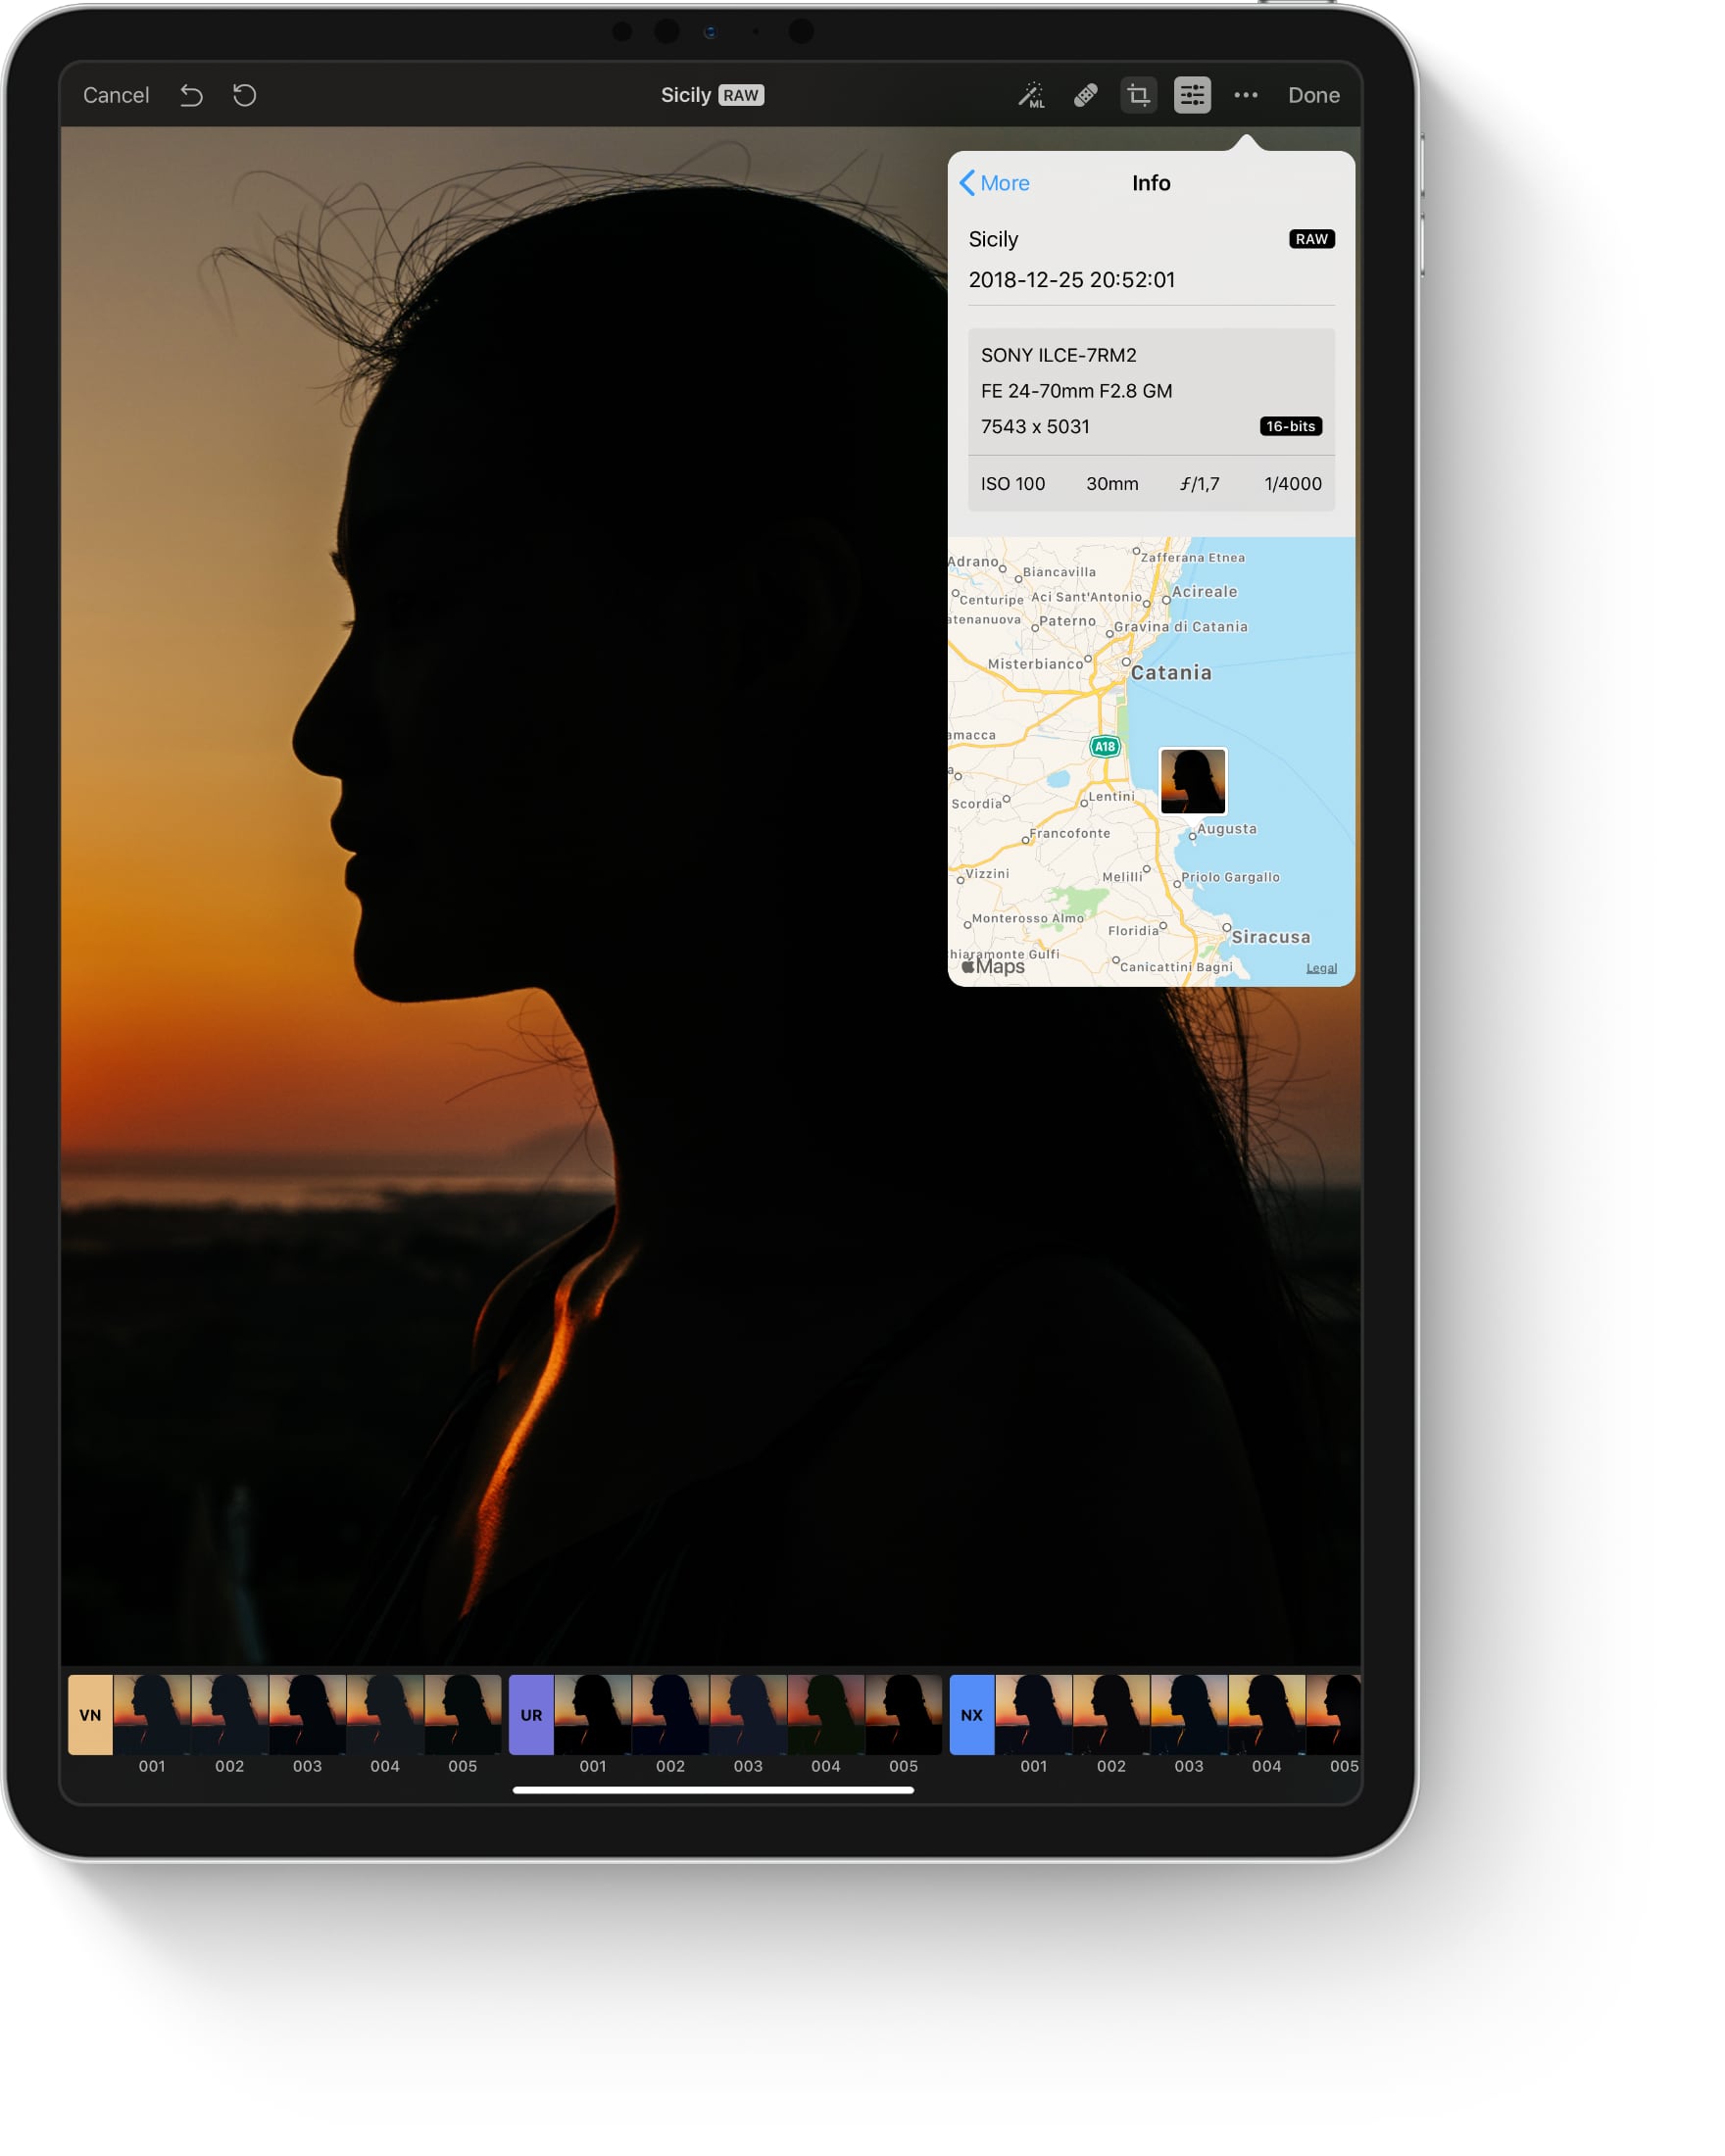 Cancel
Sicily RAW
ML
Done
More
Info
Sicily
RAW
2018-12-25 20:52:01
SONY ILCE-7RM2
FE 24-70mm F2.8 GM
7543 x 5031
16-bits
ISO 100 30mm ƒ/1,7 1/4000
Zafferana Etnea
Adrano
Biancavilla
Acireale
Centuripe
Aci Sant'Antonio
atenanuova
Paterno
Gravina di Catania
Misterbianco
Catania
amacca
A18
a
Scordia
Lentini
Augusta
Francofonte
Vizzini
Melilli
Priolo Gargallo
Monterosso Almo
Floridia
Siracusa
hiaramonte Gulfi
Maps
Canicattini Bagni
Legal
VN
UR
NX
001 002 003 004 005
001 002 003 004 005
001 002 003 004 005